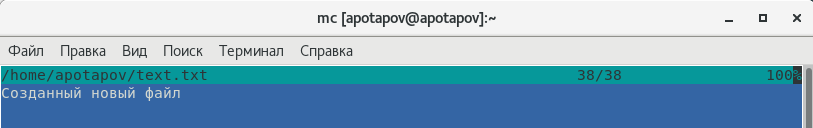 mc [apotapov@apotapov]:~
Файл Правка Вид Поиск Терминал Справка
/home/apotapov/text.txt 38/38 100%
Созданный новый файл